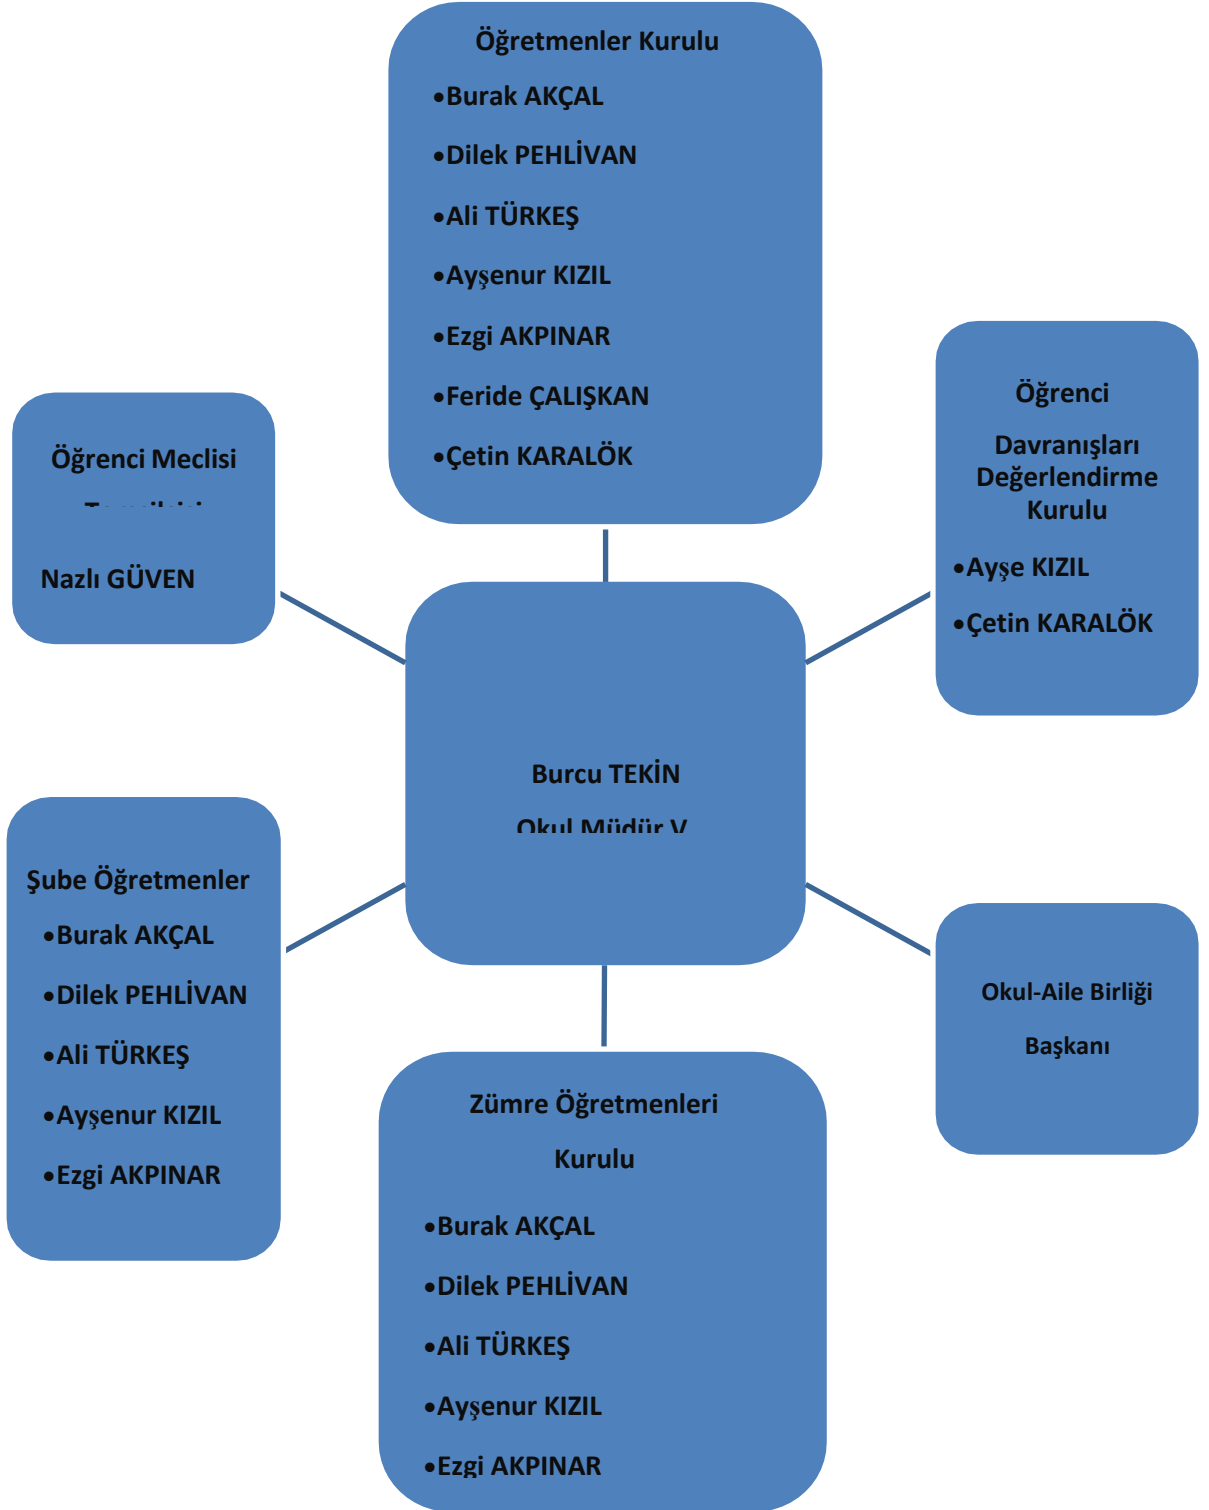 Öğretmenler Kurulu
•Burak AKÇAL
•Dilek PEHLİVAN
•Ali TÜRKEŞ
•Ayşenur KIZIL
•Ezgi AKPINAR
•Feride ÇALIŞKAN
•Çetin KARALÖK
Öğrenci Meclisi
Temsilcisi
Nazlı GÜVEN
Öğrenci
Davranışları
Değerlendirme
Kurulu
•Ayşe KIZIL
•Çetin KARALÖK
Burcu TEKİN
Okul Müdür V
Şube Öğretmenler
•Burak AKÇAL
•Dilek PEHLİVAN
•Ali TÜRKEŞ
•Ayşenur KIZIL
•Ezgi AKPINAR
Okul-Aile Birliği
Başkanı
Zümre Öğretmenleri
Kurulu
•Burak AKÇAL
•Dilek PEHLİVAN
•Ali TÜRKEŞ
•Ayşenur KIZIL
•Ezgi AKPINAR